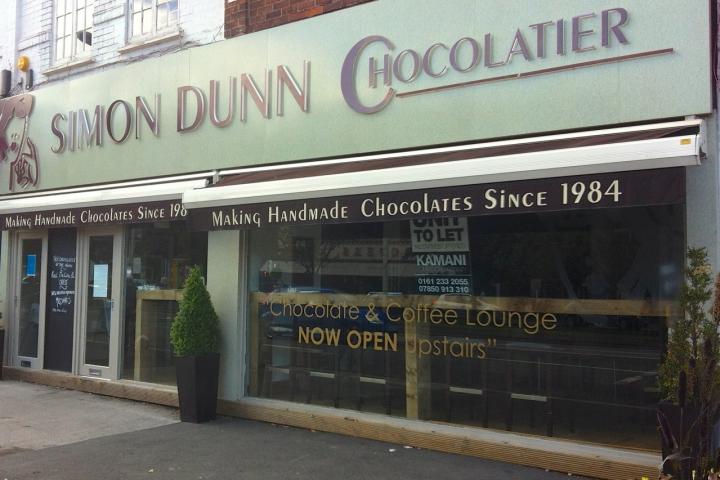 SIMON DUNN CHOCOLATIER
MAKING HANDMADE CHOCOLATES SINCE 198
MAKING HANDMADE CHOCOLATES SINCE 1984
UNIT
TO LET
KAMANI
0161 233 2055
07850 913 310
"Chocolate & Coffee Lounge
NOW OPEN Upstairs"